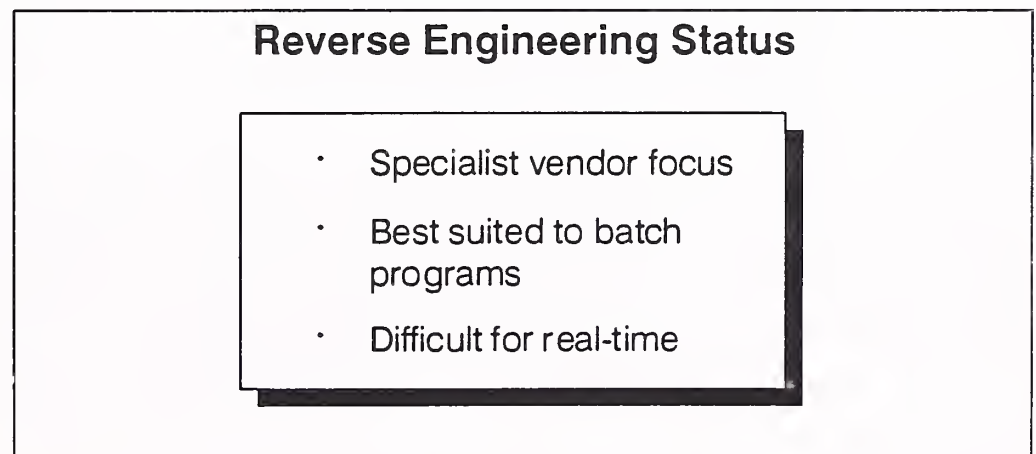 Reverse Engineering Status
· Specialist vendor focus
· Best suited to batch
programs
· Difficult for real-time